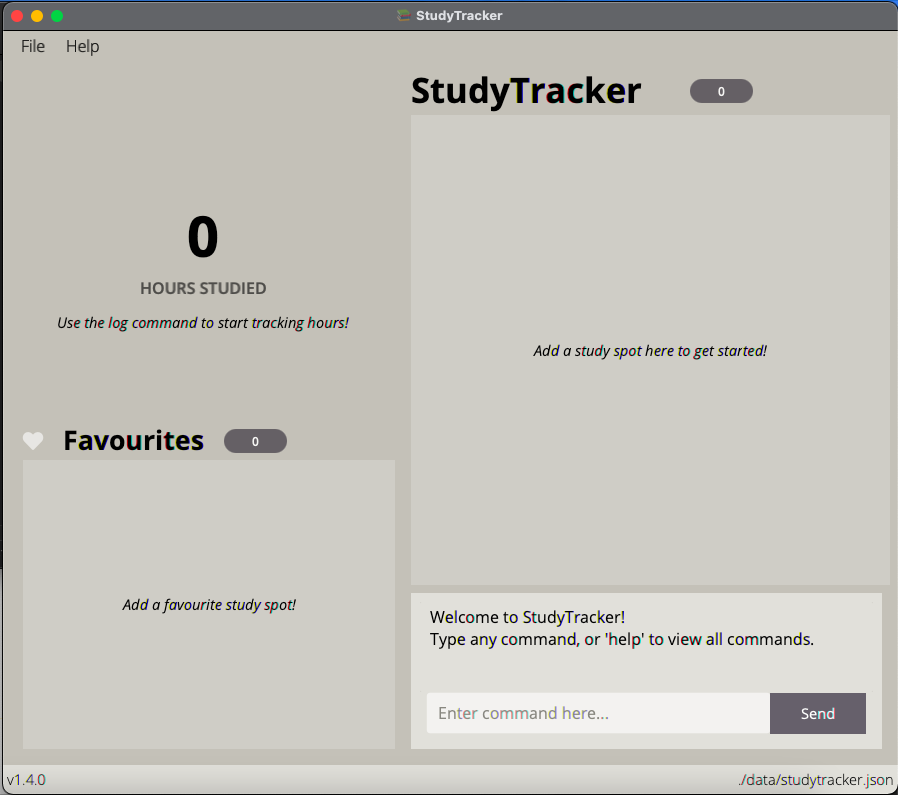 StudyTracker
File Help
StudyTracker 0
0
HOURS STUDIED
Use the log command to start tracking hours!
Add a study spot here to get started!
Favourites 0
Add a favourite study spot!
Welcome to StudyTracker!
Type any command, or 'help' to view all commands.
Enter command here...
Send
v1.4.0
./data/studytracker.json